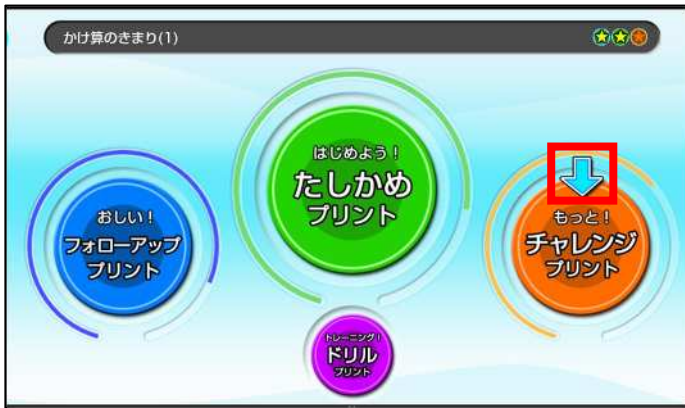 かけ算のきまり(1)
はじめよう!
たしかめ
プリント
おしい!
フォローアップ
プリント
もっと!
チャレンジ
プリント
トレーニング!
ドリル
プリント